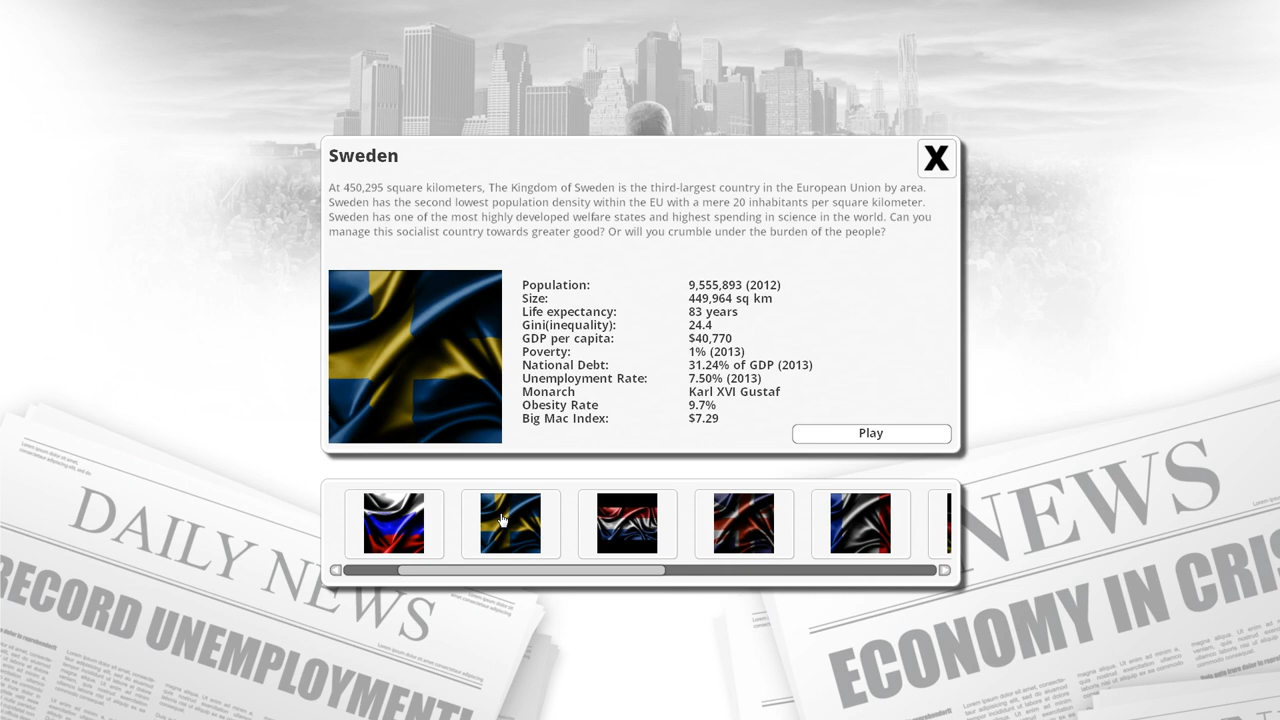 Sweden
X
At 450,295 square kilometers, The Kingdom of Sweden is the third-largest country in the European Union by area.
Sweden has the second lowest population density within the EU with a mere 20 inhabitants per square kilometer.
Sweden has one of the most highly developed welfare states and highest spending in science in the world. Can you
manage this socialist country towards greater good? Or will you crumble under the burden of the people?
Population: 9,555,893 (2012)
Size: 449,964 sq km
Life expectancy: 83 years
Gini(inequality): 24.4
GDP per capita: $40,770
Poverty: 1% (2013)
National Debt: 31.24% of GDP (2013)
Unemployment Rate: 7.50% (2013)
Monarch Karl XVI Gustaf
Obesity Rate 9.7%
Big Mac Index: $7.29
Play
DAILY NEWS
RECORD UNEMPLOYMENT!
NEWS
ECONOMY IN CRIS